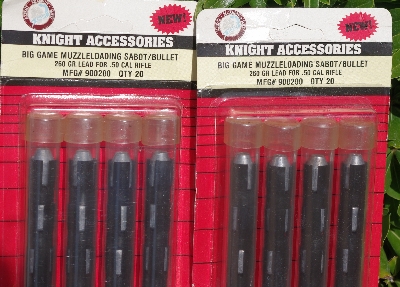 NEW!
KNIGHT ACCESSORIES
BIG GAME MUZZLELOADING SABOT/BULLET
260 GR LEAD FOR .50 CAL RIFLE
MFG# 900200 QTY 20
NEW!
KNIGHT ACCESSORIES
BIG GAME MUZZLELOADING SABOT/BULLET
260 GR LEAD FOR .50 CAL RIFLE
MFG# 900200 QTY 20